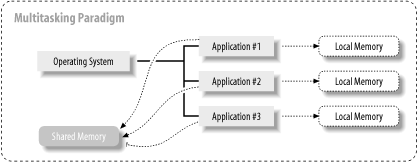 Multitasking Paradigm
Application #1
Local Memory
Operating System
Application #2
Local Memory
Application #3
Local Memory
Shared Memory